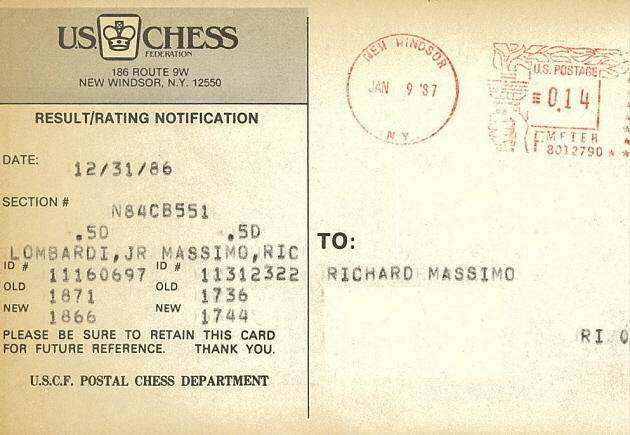 U.S. CHESS
FEDERATION
186 ROUTE 9W
NEW WINDSOR, N.Y. 12550
RESULT/RATING NOTIFICATION
DATE: 12/31/86
SECTION # N84CB551
.5D .5D
LOMBARDI,JR MASSIMO,RIC
ID # 11160697 ID # 11312322
OLD 1871 OLD 1736
NEW 1866 NEW 1744
PLEASE BE SURE TO RETAIN THIS CARD
FOR FUTURE REFERENCE. THANK YOU.
U.S.C.F. POSTAL CHESS DEPARTMENT
NEW WINDSOR
JAN 9 '87
N.Y.
U.S. POSTAGE
0.14
METER
8012790
TO:
RICHARD MASSIMO
RI 0